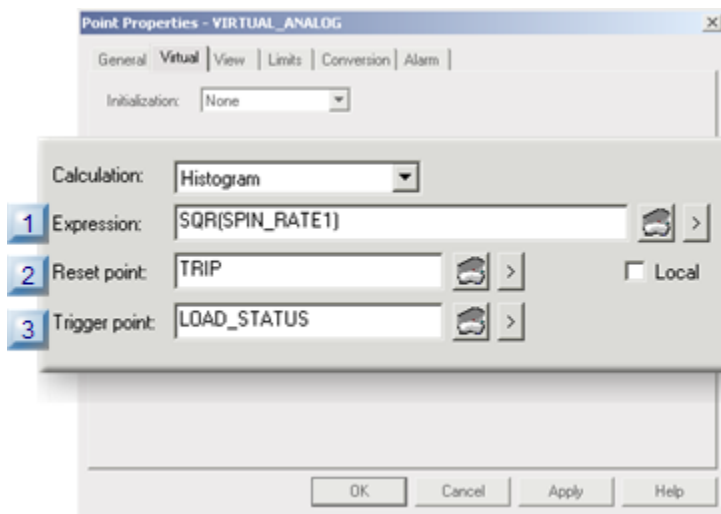 Point Properties - VIRTUAL_ANALOG
General Virtual View Limits Conversion Alarm
Initialization: None
Calculation: Histogram
1 Expression: SQR(SPIN_RATE1) >
2 Reset point: TRIP > Local
3 Trigger point: LOAD_STATUS >
OK Cancel Apply Help